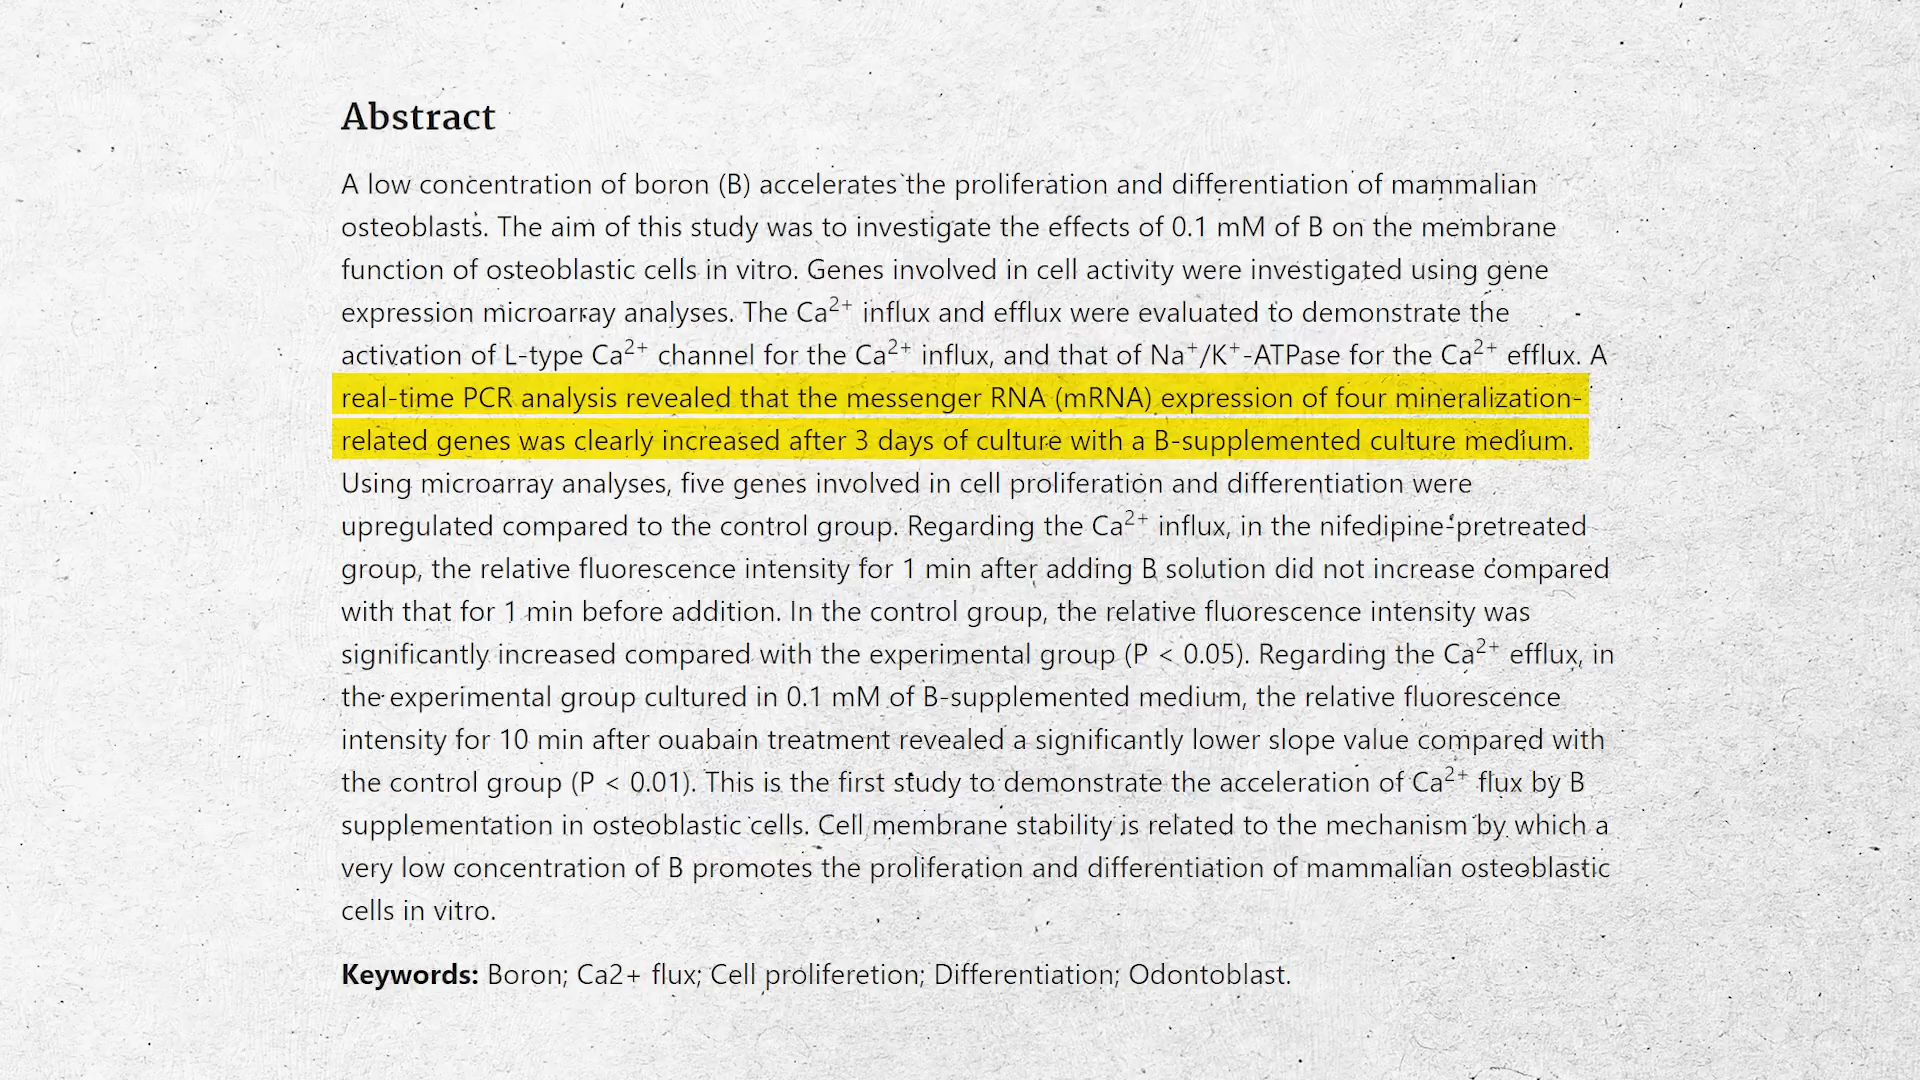 Abstract
A low concentration of boron (B) accelerates the proliferation and differentiation of mammalian
osteoblasts. The aim of this study was to investigate the effects of 0.1 mM of B on the membrane
function of osteoblastic cells in vitro. Genes involved in cell activity were investigated using gene
expression microarray analyses. The Ca²⁺ influx and efflux were evaluated to demonstrate the
activation of L-type Ca²⁺ channel for the Ca²⁺ influx, and that of Na⁺/K⁺-ATPase for the Ca²⁺ efflux. A
real-time PCR analysis revealed that the messenger RNA (mRNA) expression of four mineralization-
related genes was clearly increased after 3 days of culture with a B-supplemented culture medium.
Using microarray analyses, five genes involved in cell proliferation and differentiation were
upregulated compared to the control group. Regarding the Ca²⁺ influx, in the nifedipine-pretreated
group, the relative fluorescence intensity for 1 min after adding B solution did not increase compared
with that for 1 min before addition. In the control group, the relative fluorescence intensity was
significantly increased compared with the experimental group (P < 0.05). Regarding the Ca²⁺ efflux, in
the experimental group cultured in 0.1 mM of B-supplemented medium, the relative fluorescence
intensity for 10 min after ouabain treatment revealed a significantly lower slope value compared with
the control group (P < 0.01). This is the first study to demonstrate the acceleration of Ca²⁺ flux by B
supplementation in osteoblastic cells. Cell membrane stability is related to the mechanism by which a
very low concentration of B promotes the proliferation and differentiation of mammalian osteoblastic
cells in vitro.
Keywords: Boron; Ca2+ flux; Cell proliferetion; Differentiation; Odontoblast.